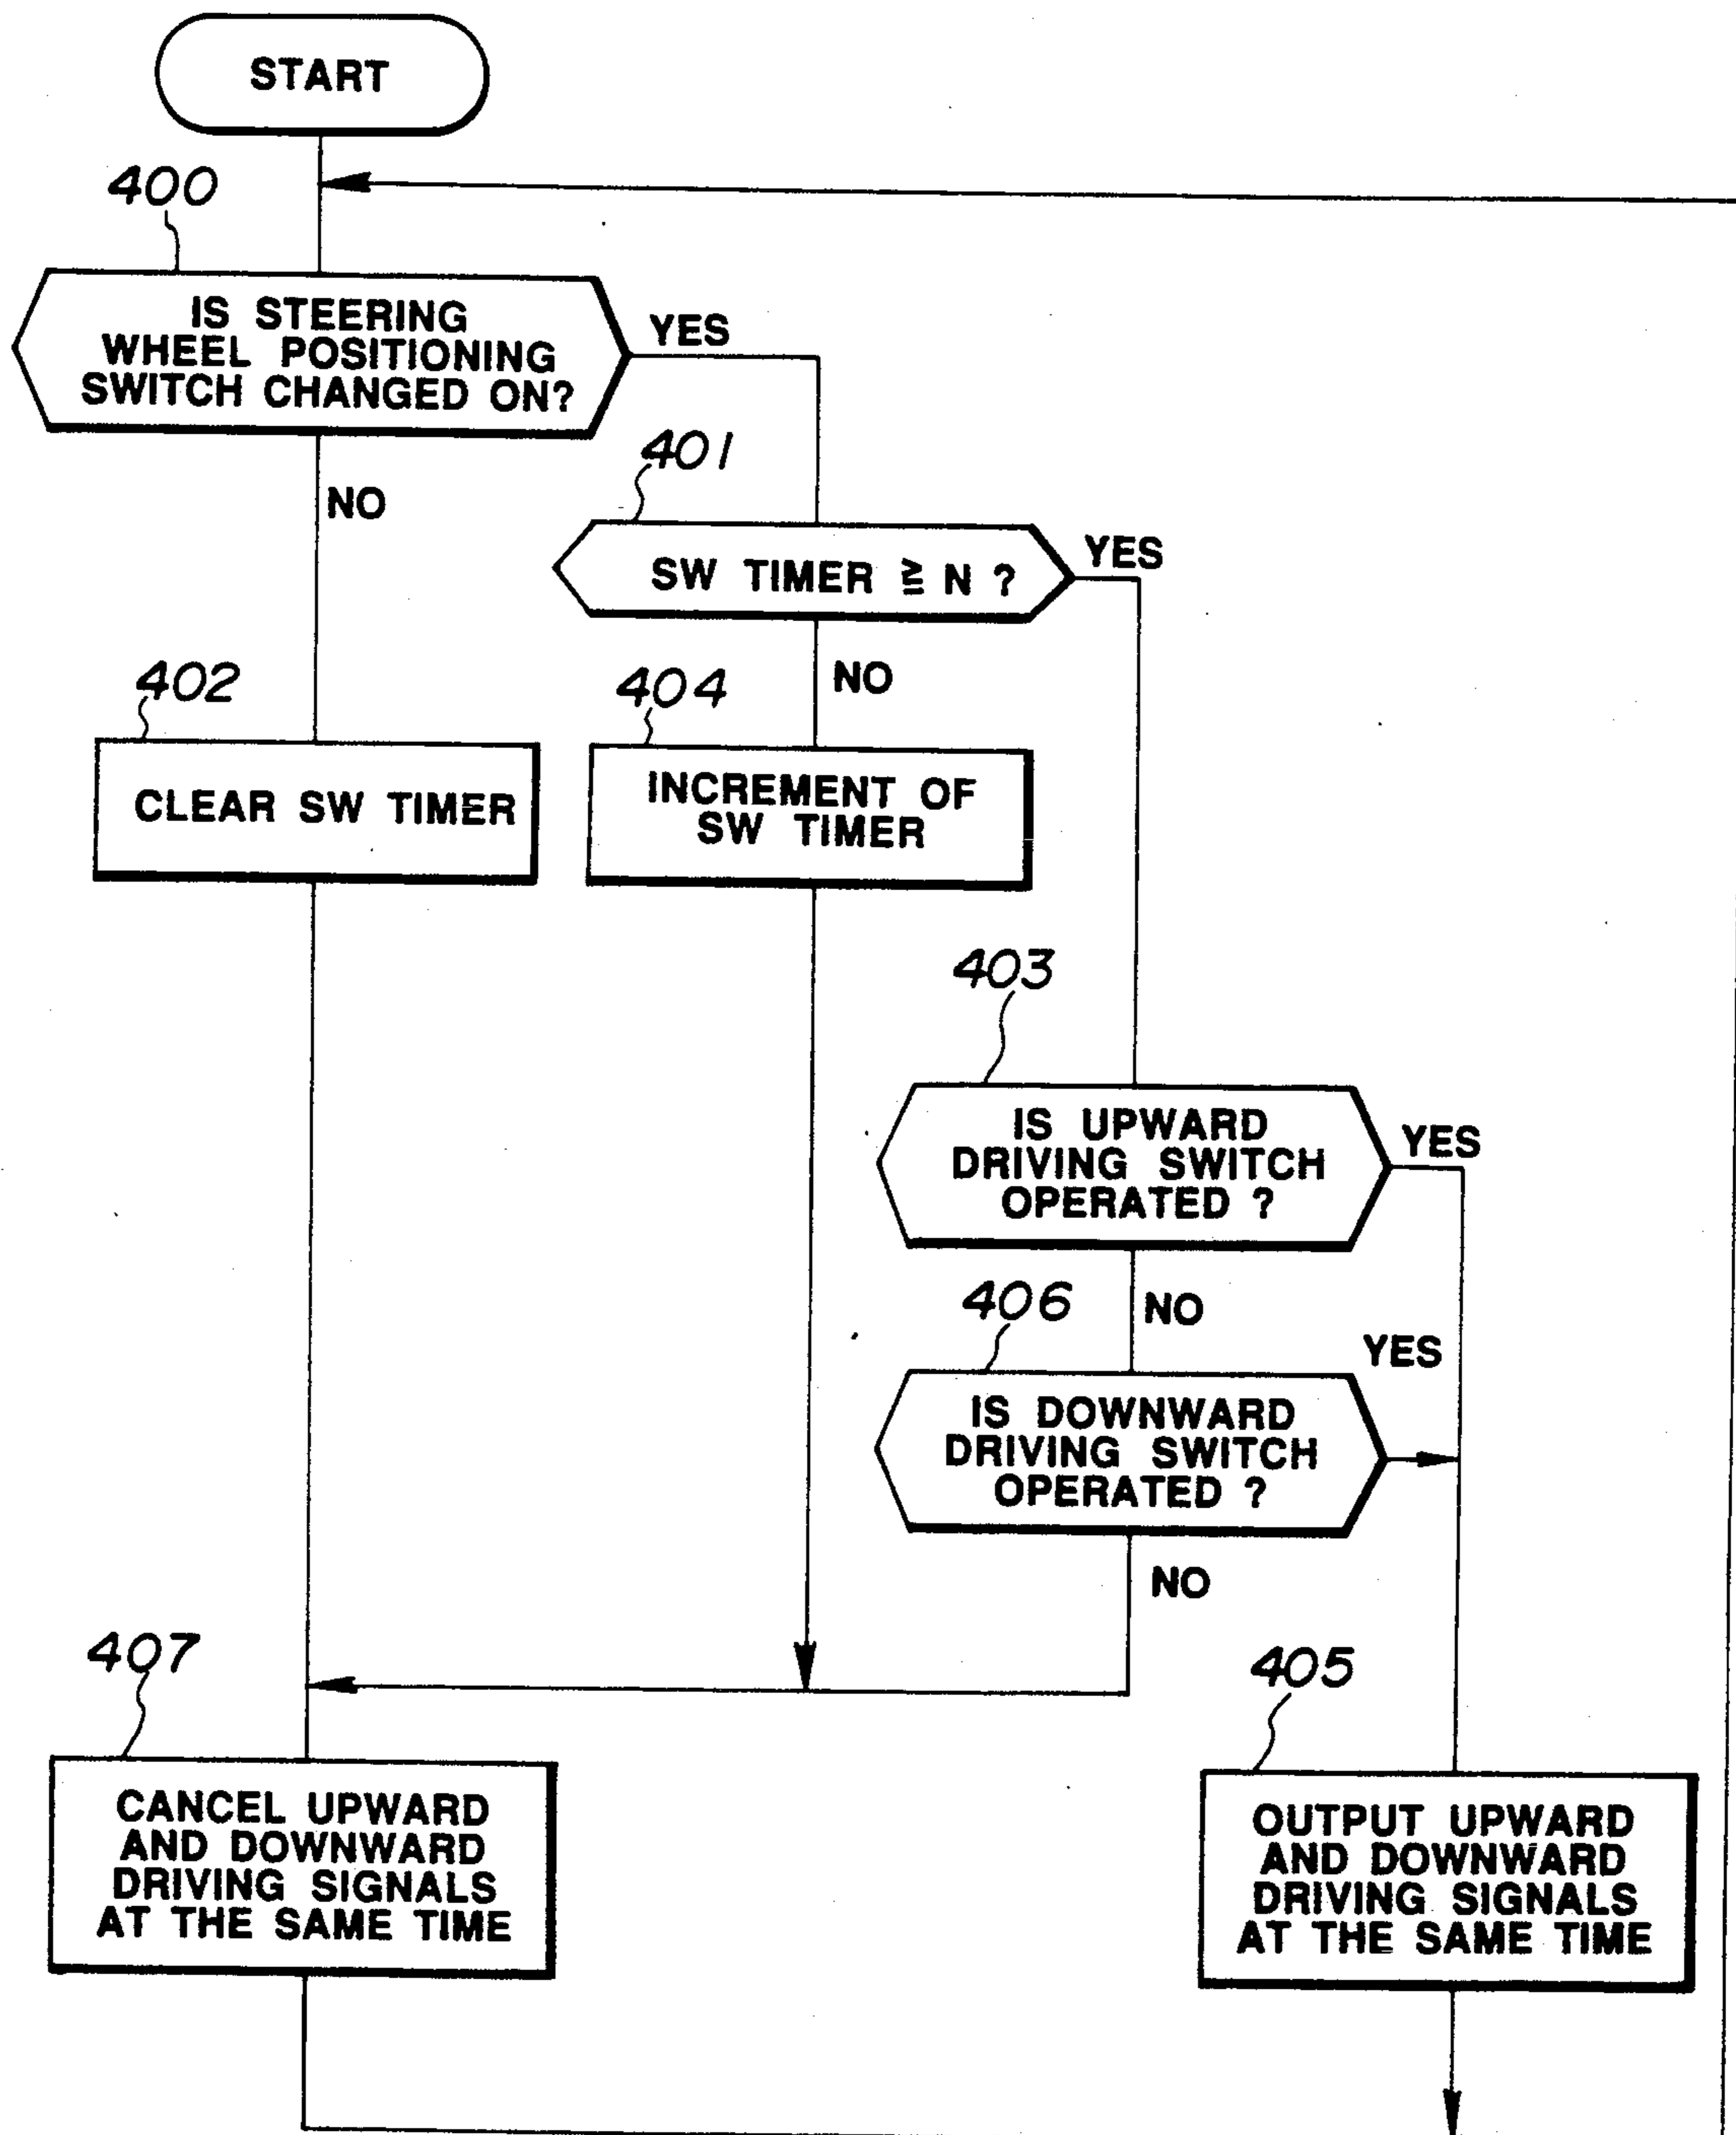 START
400
IS STEERING
WHEEL POSITIONING
SWITCH CHANGED ON?
YES
NO
401
SW TIMER ≧ N ?
YES
NO
402
CLEAR SW TIMER
404
INCREMENT OF
SW TIMER
403
IS UPWARD
DRIVING SWITCH
OPERATED ?
YES
NO
406
YES
IS DOWNWARD
DRIVING SWITCH
OPERATED ?
NO
407
CANCEL UPWARD
AND DOWNWARD
DRIVING SIGNALS
AT THE SAME TIME
405
OUTPUT UPWARD
AND DOWNWARD
DRIVING SIGNALS
AT THE SAME TIME